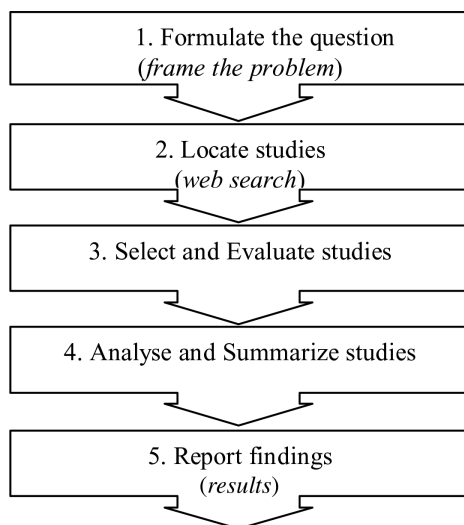 1. Formulate the question
(frame the problem)
2. Locate studies
(web search)
3. Select and Evaluate studies
4. Analyse and Summarize studies
5. Report findings
(results)